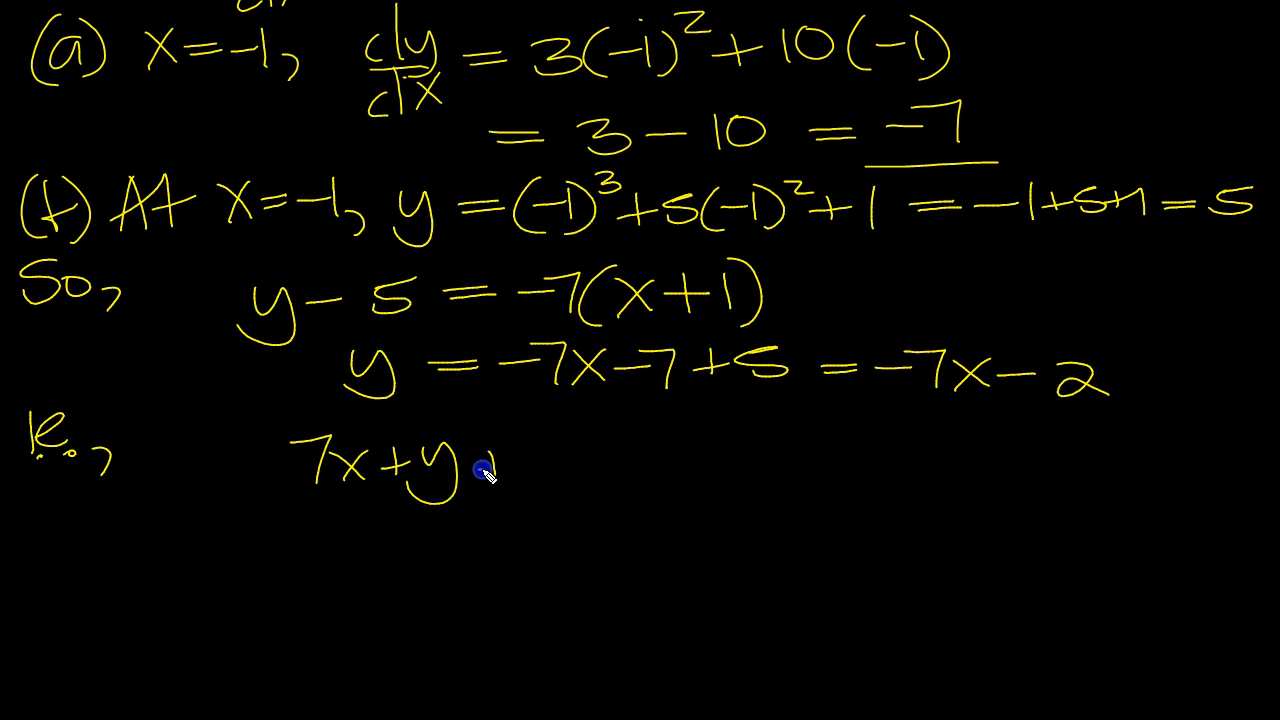 (a) x=-1, dy/dx = 3(-1)²+10(-1)
= 3-10 = -7
(b) At x=-1, y =(-1)³+5(-1)²+1 = -1+5+1=5
So, y-5 = -7(x+1)
y = -7x-7+5 = -7x-2
ie., 7x+y